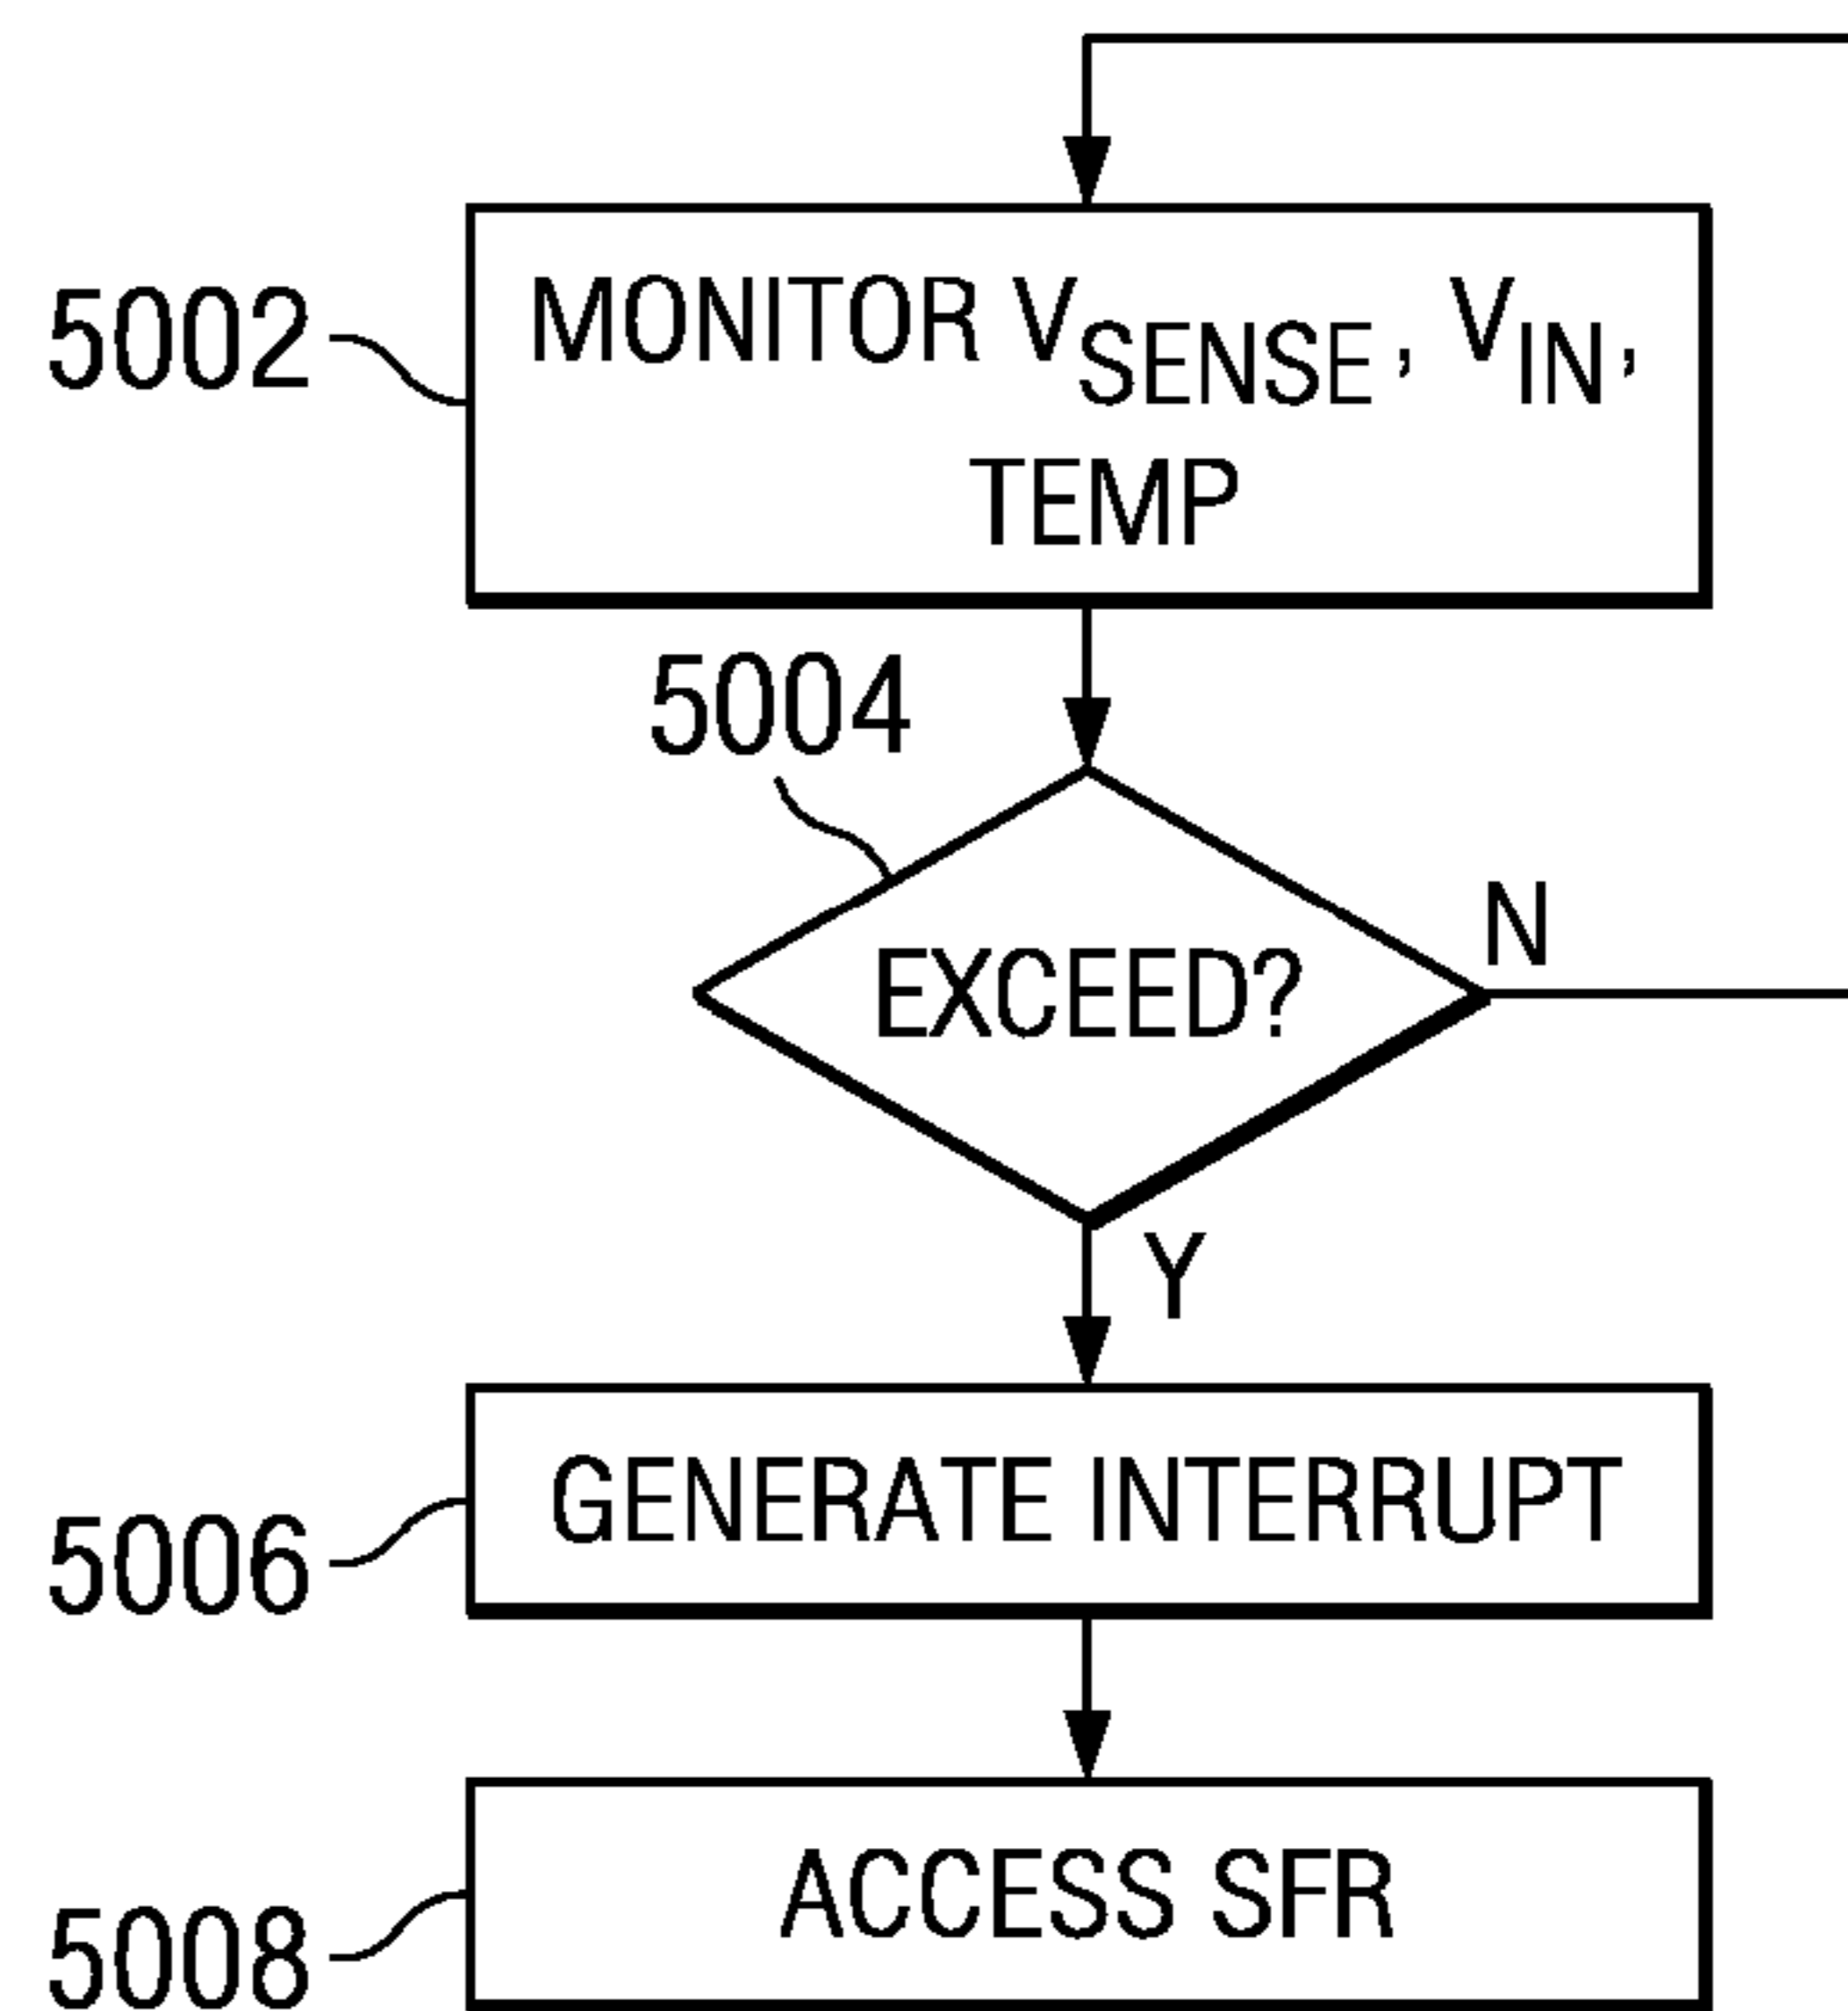 5002
MONITOR VSENSE, VIN,
TEMP
5004
EXCEED?
N
Y
5006
GENERATE INTERRUPT
5008
ACCESS SFR